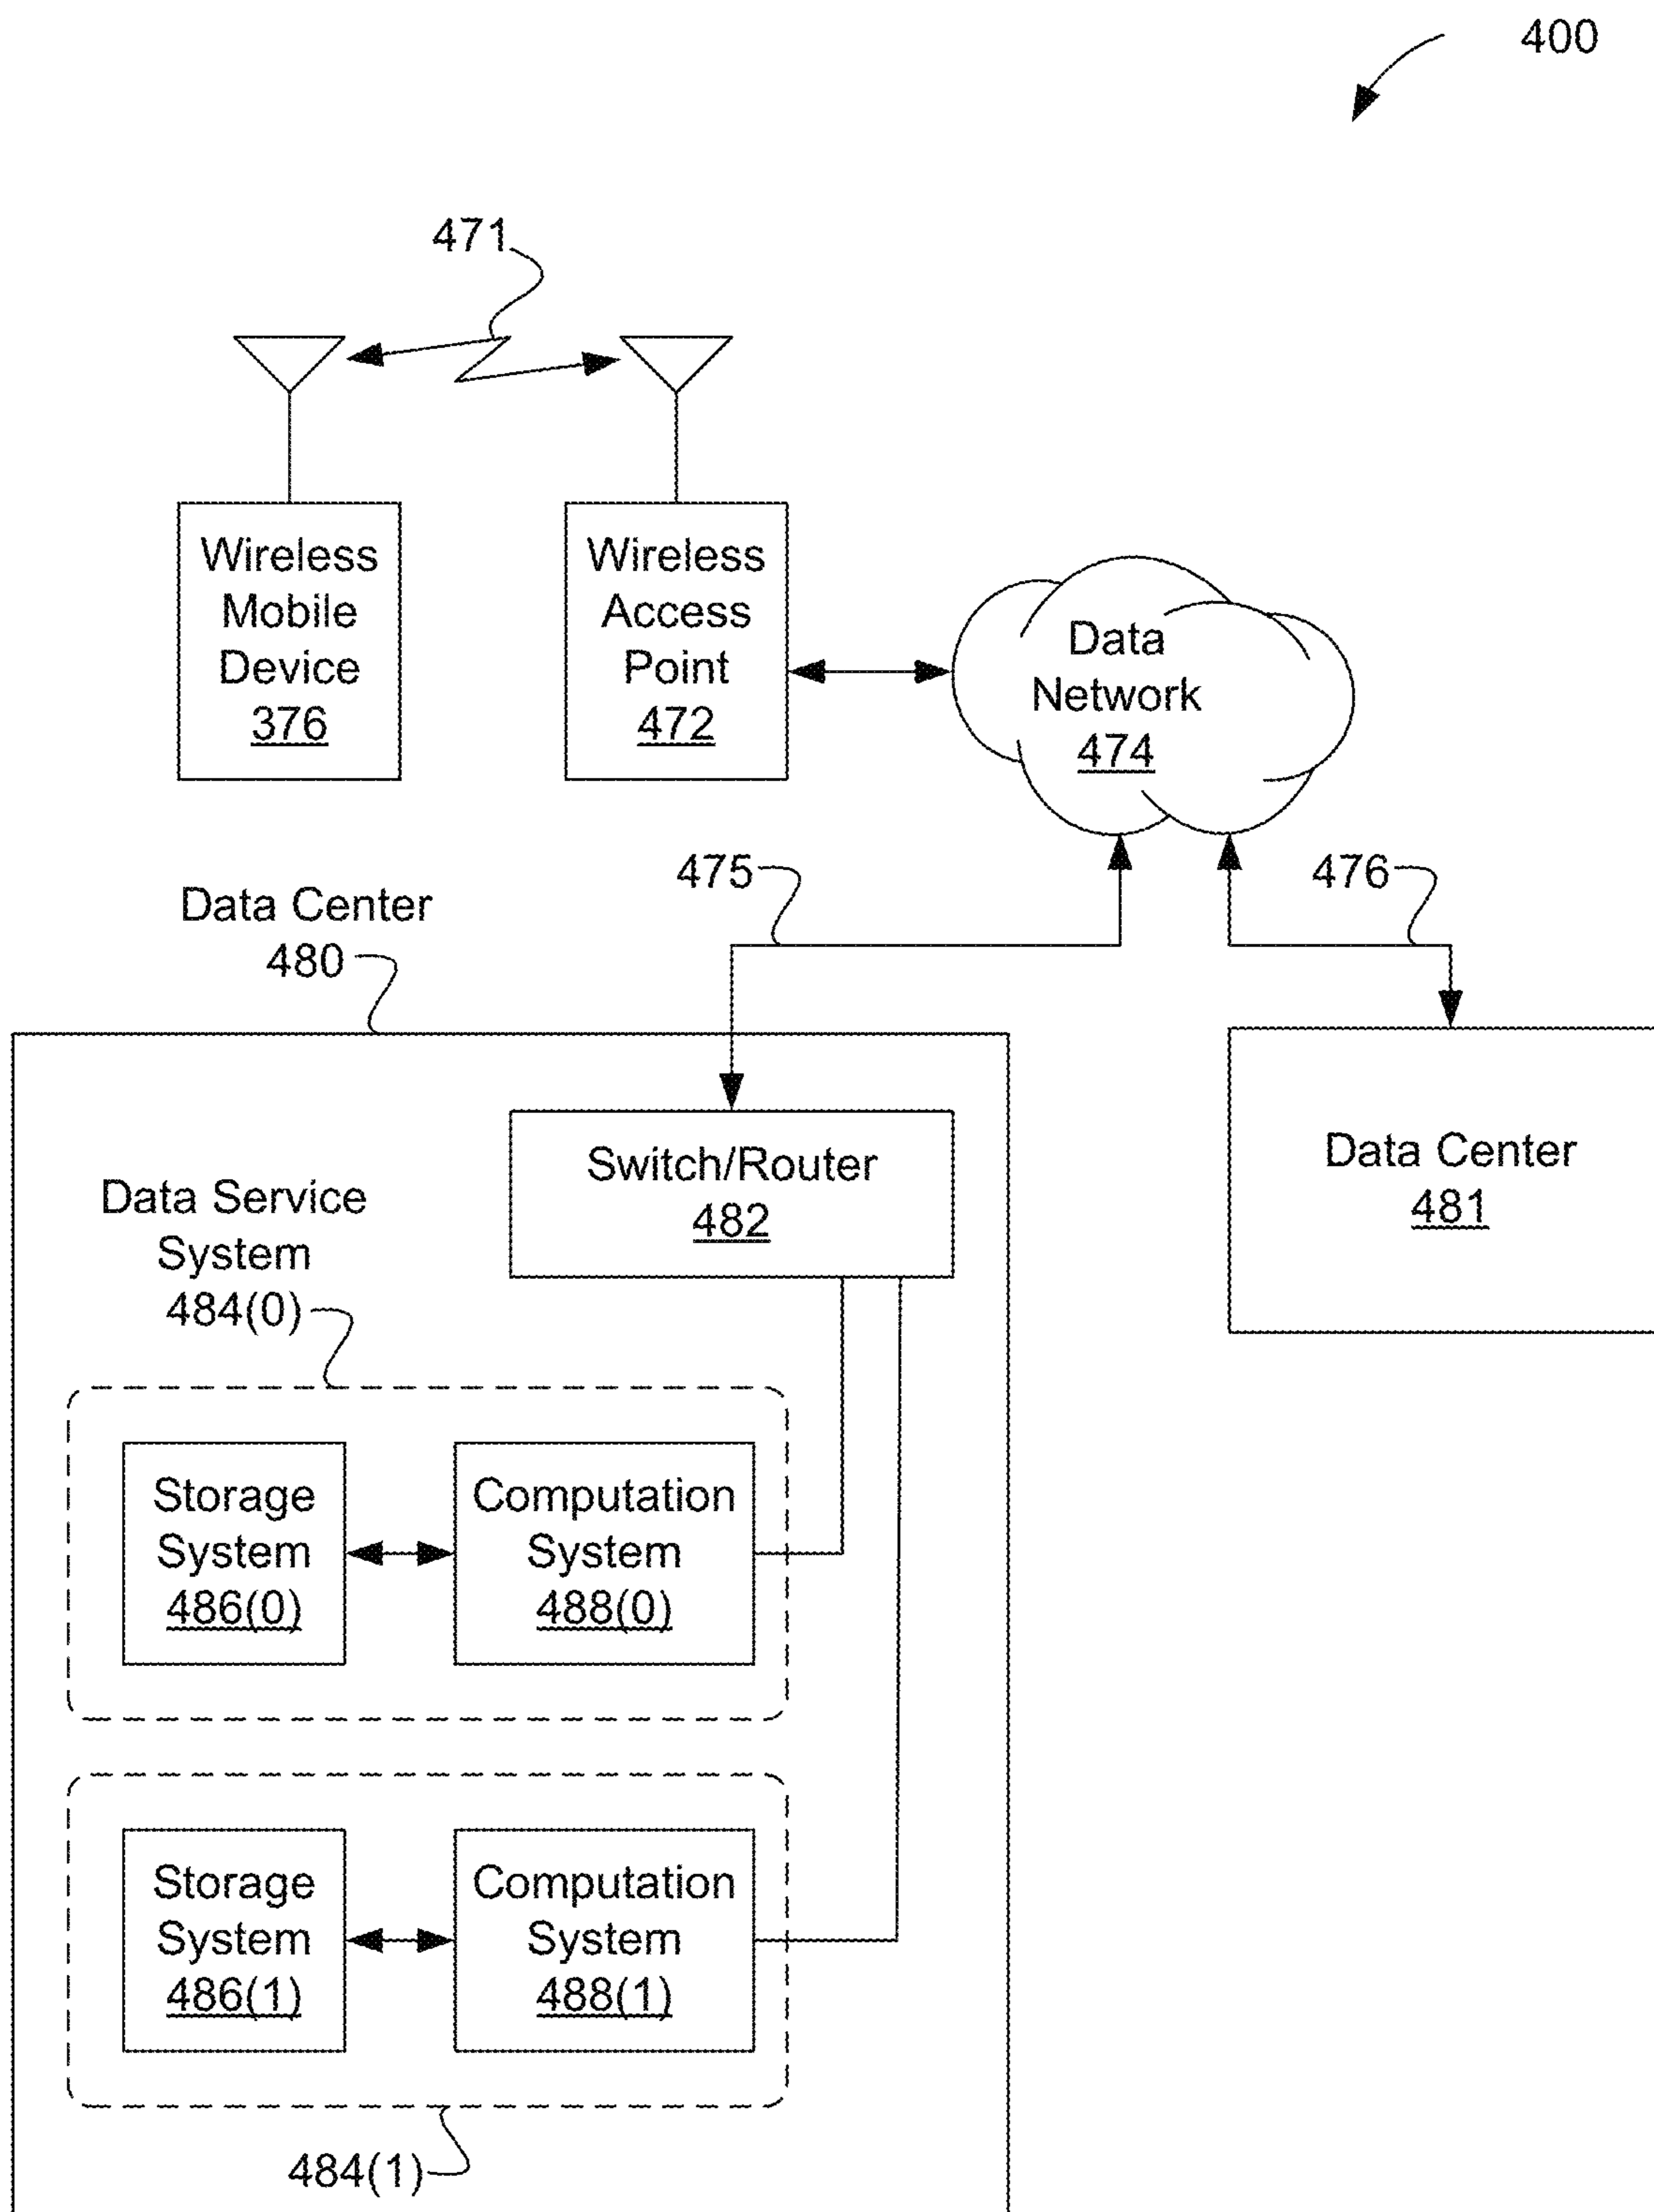 400
471
Wireless
Mobile
Device
376
Wireless
Access
Point
472
Data
Network
474
475
476
Data Center
480
Switch/Router
482
Data Center
481
Data Service
System
484(0)
Storage
System
486(0)
Computation
System
488(0)
Storage
System
486(1)
Computation
System
488(1)
484(1)